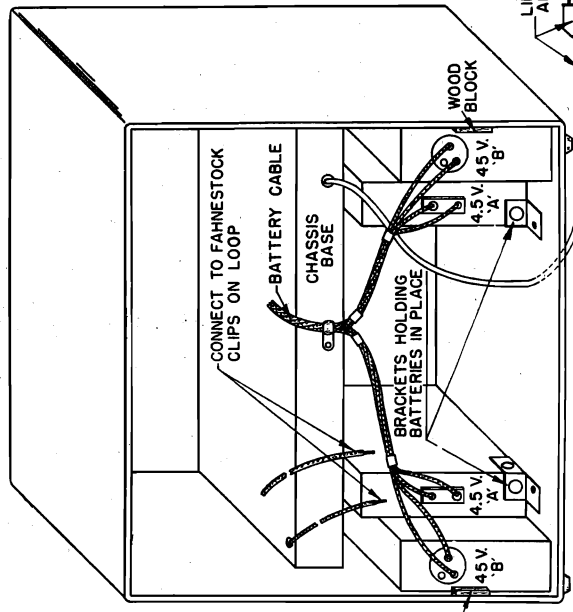 CONNECT TO FAHNESTOCK
CLIPS ON LOOP
BATTERY CABLE
CHASSIS
BASE
WOOD
BLOCK
BRACKETS HOLDING
BATTERIES IN PLACE
45 V.
'B'
4.5 V.
'A'
4.5 V.
'A'
45 V.
'B'